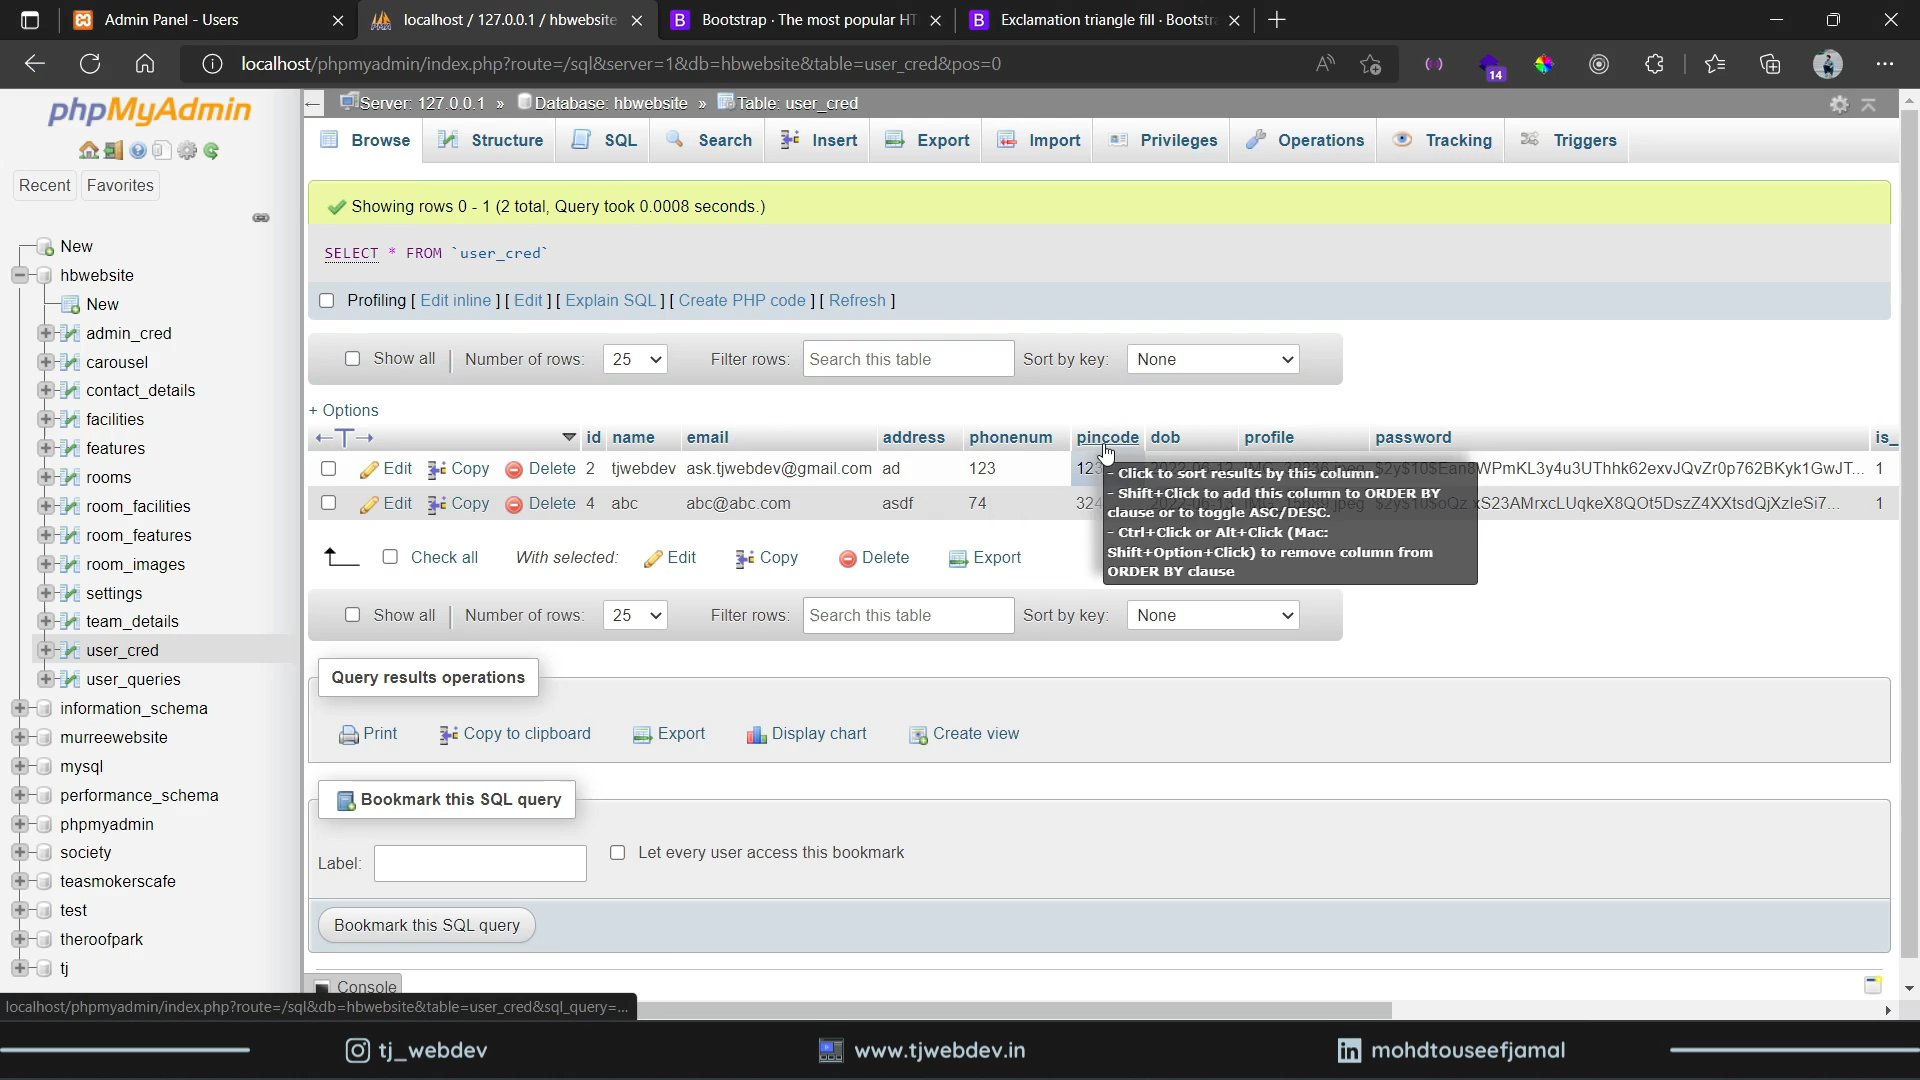 Admin Panel - Users
localhost / 127.0.0.1 / hbwebsite
Bootstrap · The most popular HT
Exclamation triangle fill · Bootstr
localhost/phpmyadmin/index.php?route=/sql&server=1&db=hbwebsite&table=user_cred&pos=0
14
phpMyAdmin
Recent
Favorites
New
hbwebsite
New
admin_cred
carousel
contact_details
facilities
features
rooms
room_facilities
room_features
room_images
settings
team_details
user_cred
user_queries
information_schema
murreewebsite
mysql
performance_schema
phpmyadmin
society
teasmokerscafe
test
theroofpark
tj
Server: 127.0.0.1 » Database: hbwebsite » Table: user_cred
Browse Structure SQL Search Insert Export Import Privileges Operations Tracking Triggers
Showing rows 0 - 1 (2 total, Query took 0.0008 seconds.)
SELECT * FROM `user_cred`
Profiling [ Edit inline ] [ Edit ] [ Explain SQL ] [ Create PHP code ] [ Refresh ]
Show all Number of rows: 25 Filter rows: Search this table Sort by key: None
+ Options
id name email address phonenum pincode dob profile password is_
Edit Copy Delete 2 tjwebdev ask.tjwebdev@gmail.com ad 123 123
1
Edit Copy Delete 4 abc abc@abc.com asdf 74 324
1
- Click to sort results by this column.
- Shift+Click to add this column to ORDER BY
clause or to toggle ASC/DESC.
- Ctrl+Click or Alt+Click (Mac:
Shift+Option+Click) to remove column from
ORDER BY clause
Check all With selected: Edit Copy Delete Export
Show all Number of rows: 25 Filter rows: Search this table Sort by key: None
Query results operations
Print Copy to clipboard Export Display chart Create view
Bookmark this SQL query
Label:
Let every user access this bookmark
Bookmark this SQL query
Console
localhost/phpmyadmin/index.php?route=/sql&db=hbwebsite&table=user_cred&sql_query=...
tj_webdev
www.tjwebdev.in
mohdtouseefjamal